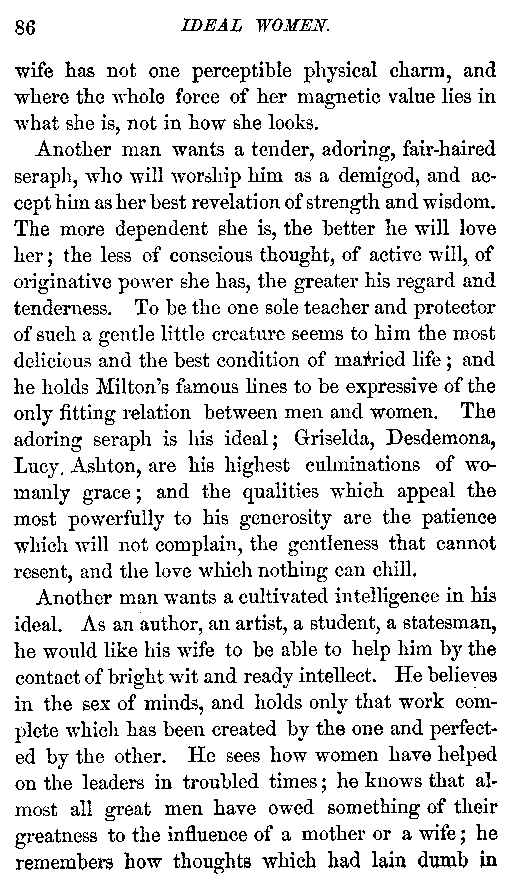 86 IDEAL WOMEN.
wife has not one perceptible physical charm, and
where the whole force of her magnetic value lies in
what she is, not in how she looks.
Another man wants a tender, adoring, fair-haired
seraph, who will worship him as a demigod, and ac-
cept him as her best revelation of strength and wisdom.
The more dependent she is, the better he will love
her; the less of conscious thought, of active will, of
originative power she has, the greater his regard and
tenderness. To be the one sole teacher and protector
of such a gentle little creature seems to him the most
delicious and the best condition of married life; and
he holds Milton's famous lines to be expressive of the
only fitting relation between men and women. The
adoring seraph is his ideal; Griselda, Desdemona,
Lucy. Ashton, are his highest culminations of wo-
manly grace; and the qualities which appeal the
most powerfully to his generosity are the patience
which will not complain, the gentleness that cannot
resent, and the love which nothing can chill.
Another man wants a cultivated intelligence in his
ideal. As an author, an artist, a student, a statesman,
he would like his wife to be able to help him by the
contact of bright wit and ready intellect. He believes
in the sex of minds, and holds only that work com-
plete which has been created by the one and perfect-
ed by the other. He sees how women have helped
on the leaders in troubled times; he knows that al-
most all great men have owed something of their
greatness to the influence of a mother or a wife; he
remembers how thoughts which had lain dumb in